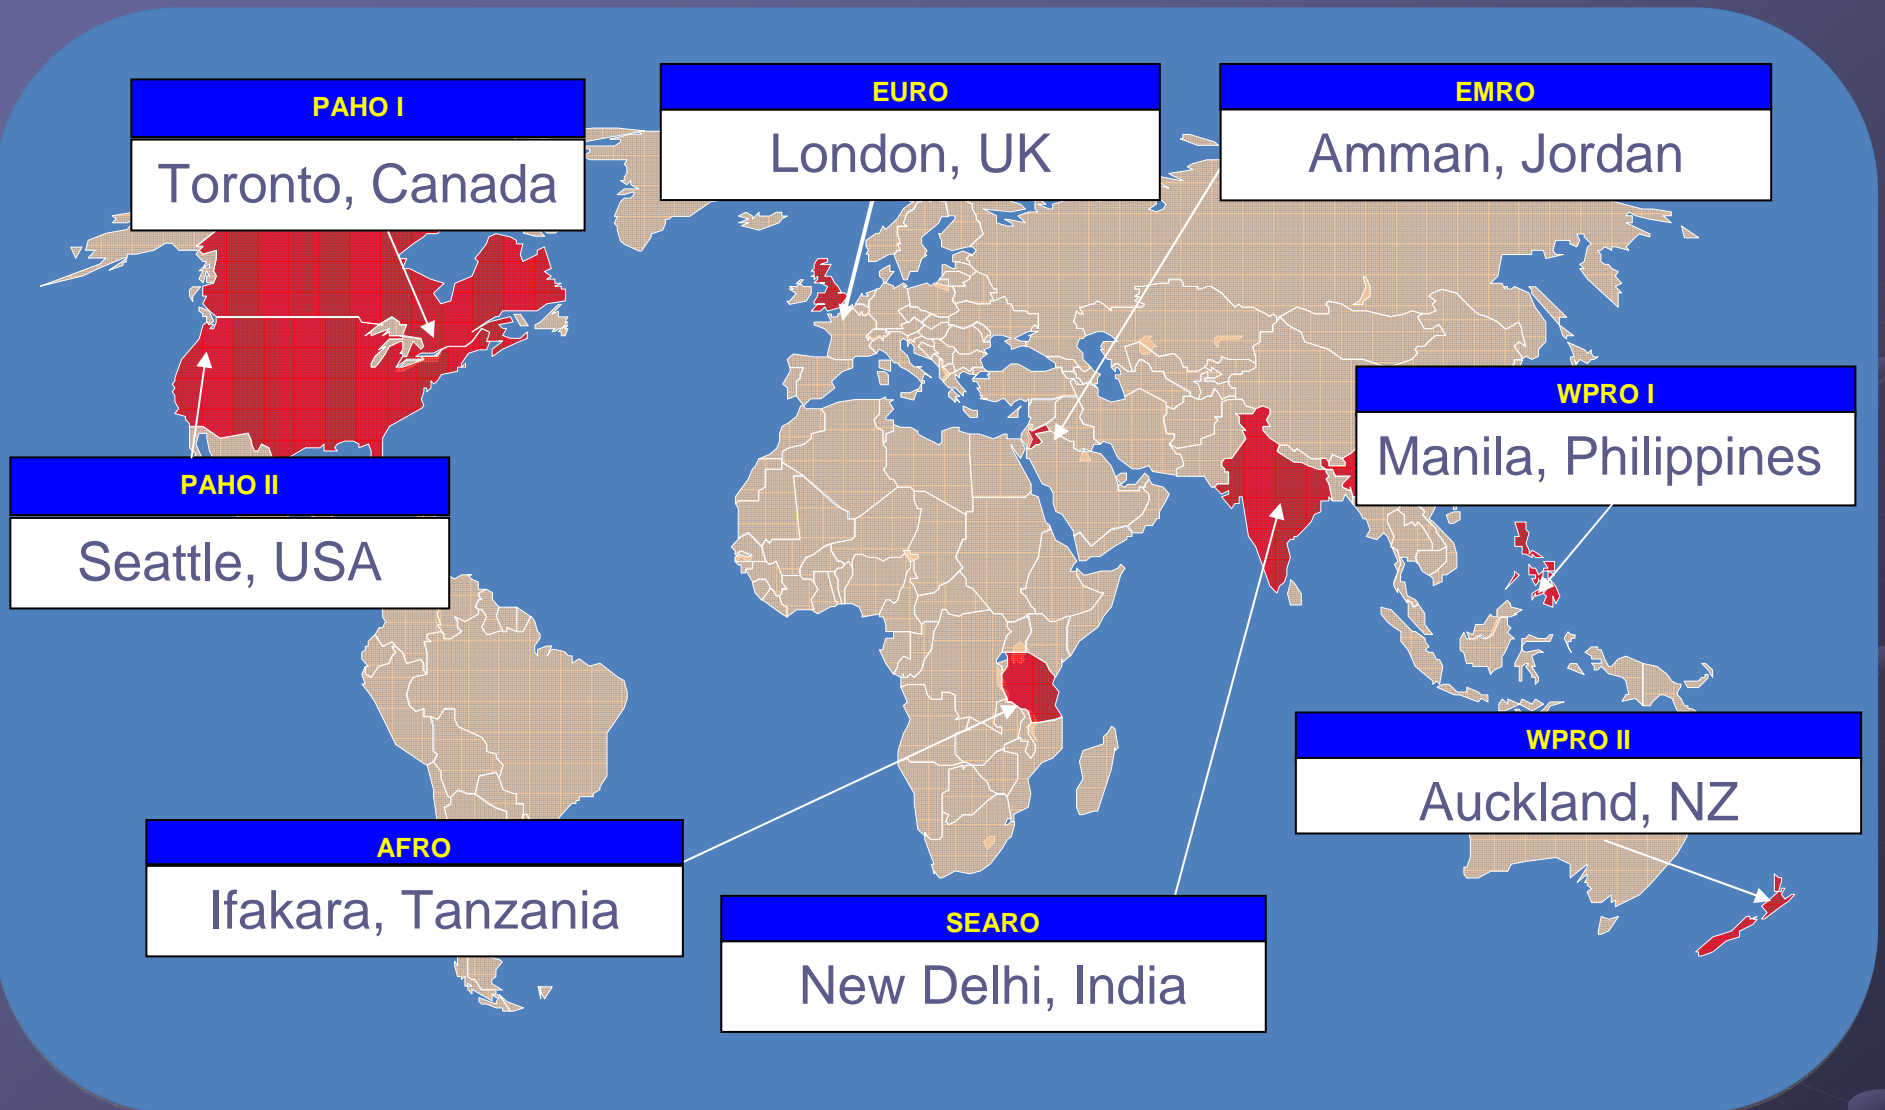 PAHO I
Toronto, Canada
EURO
London, UK
EMRO
Amman, Jordan
WPRO I
Manila, Philippines
PAHO II
Seattle, USA
WPRO II
Auckland, NZ
AFRO
Ifakara, Tanzania
SEARO
New Delhi, India